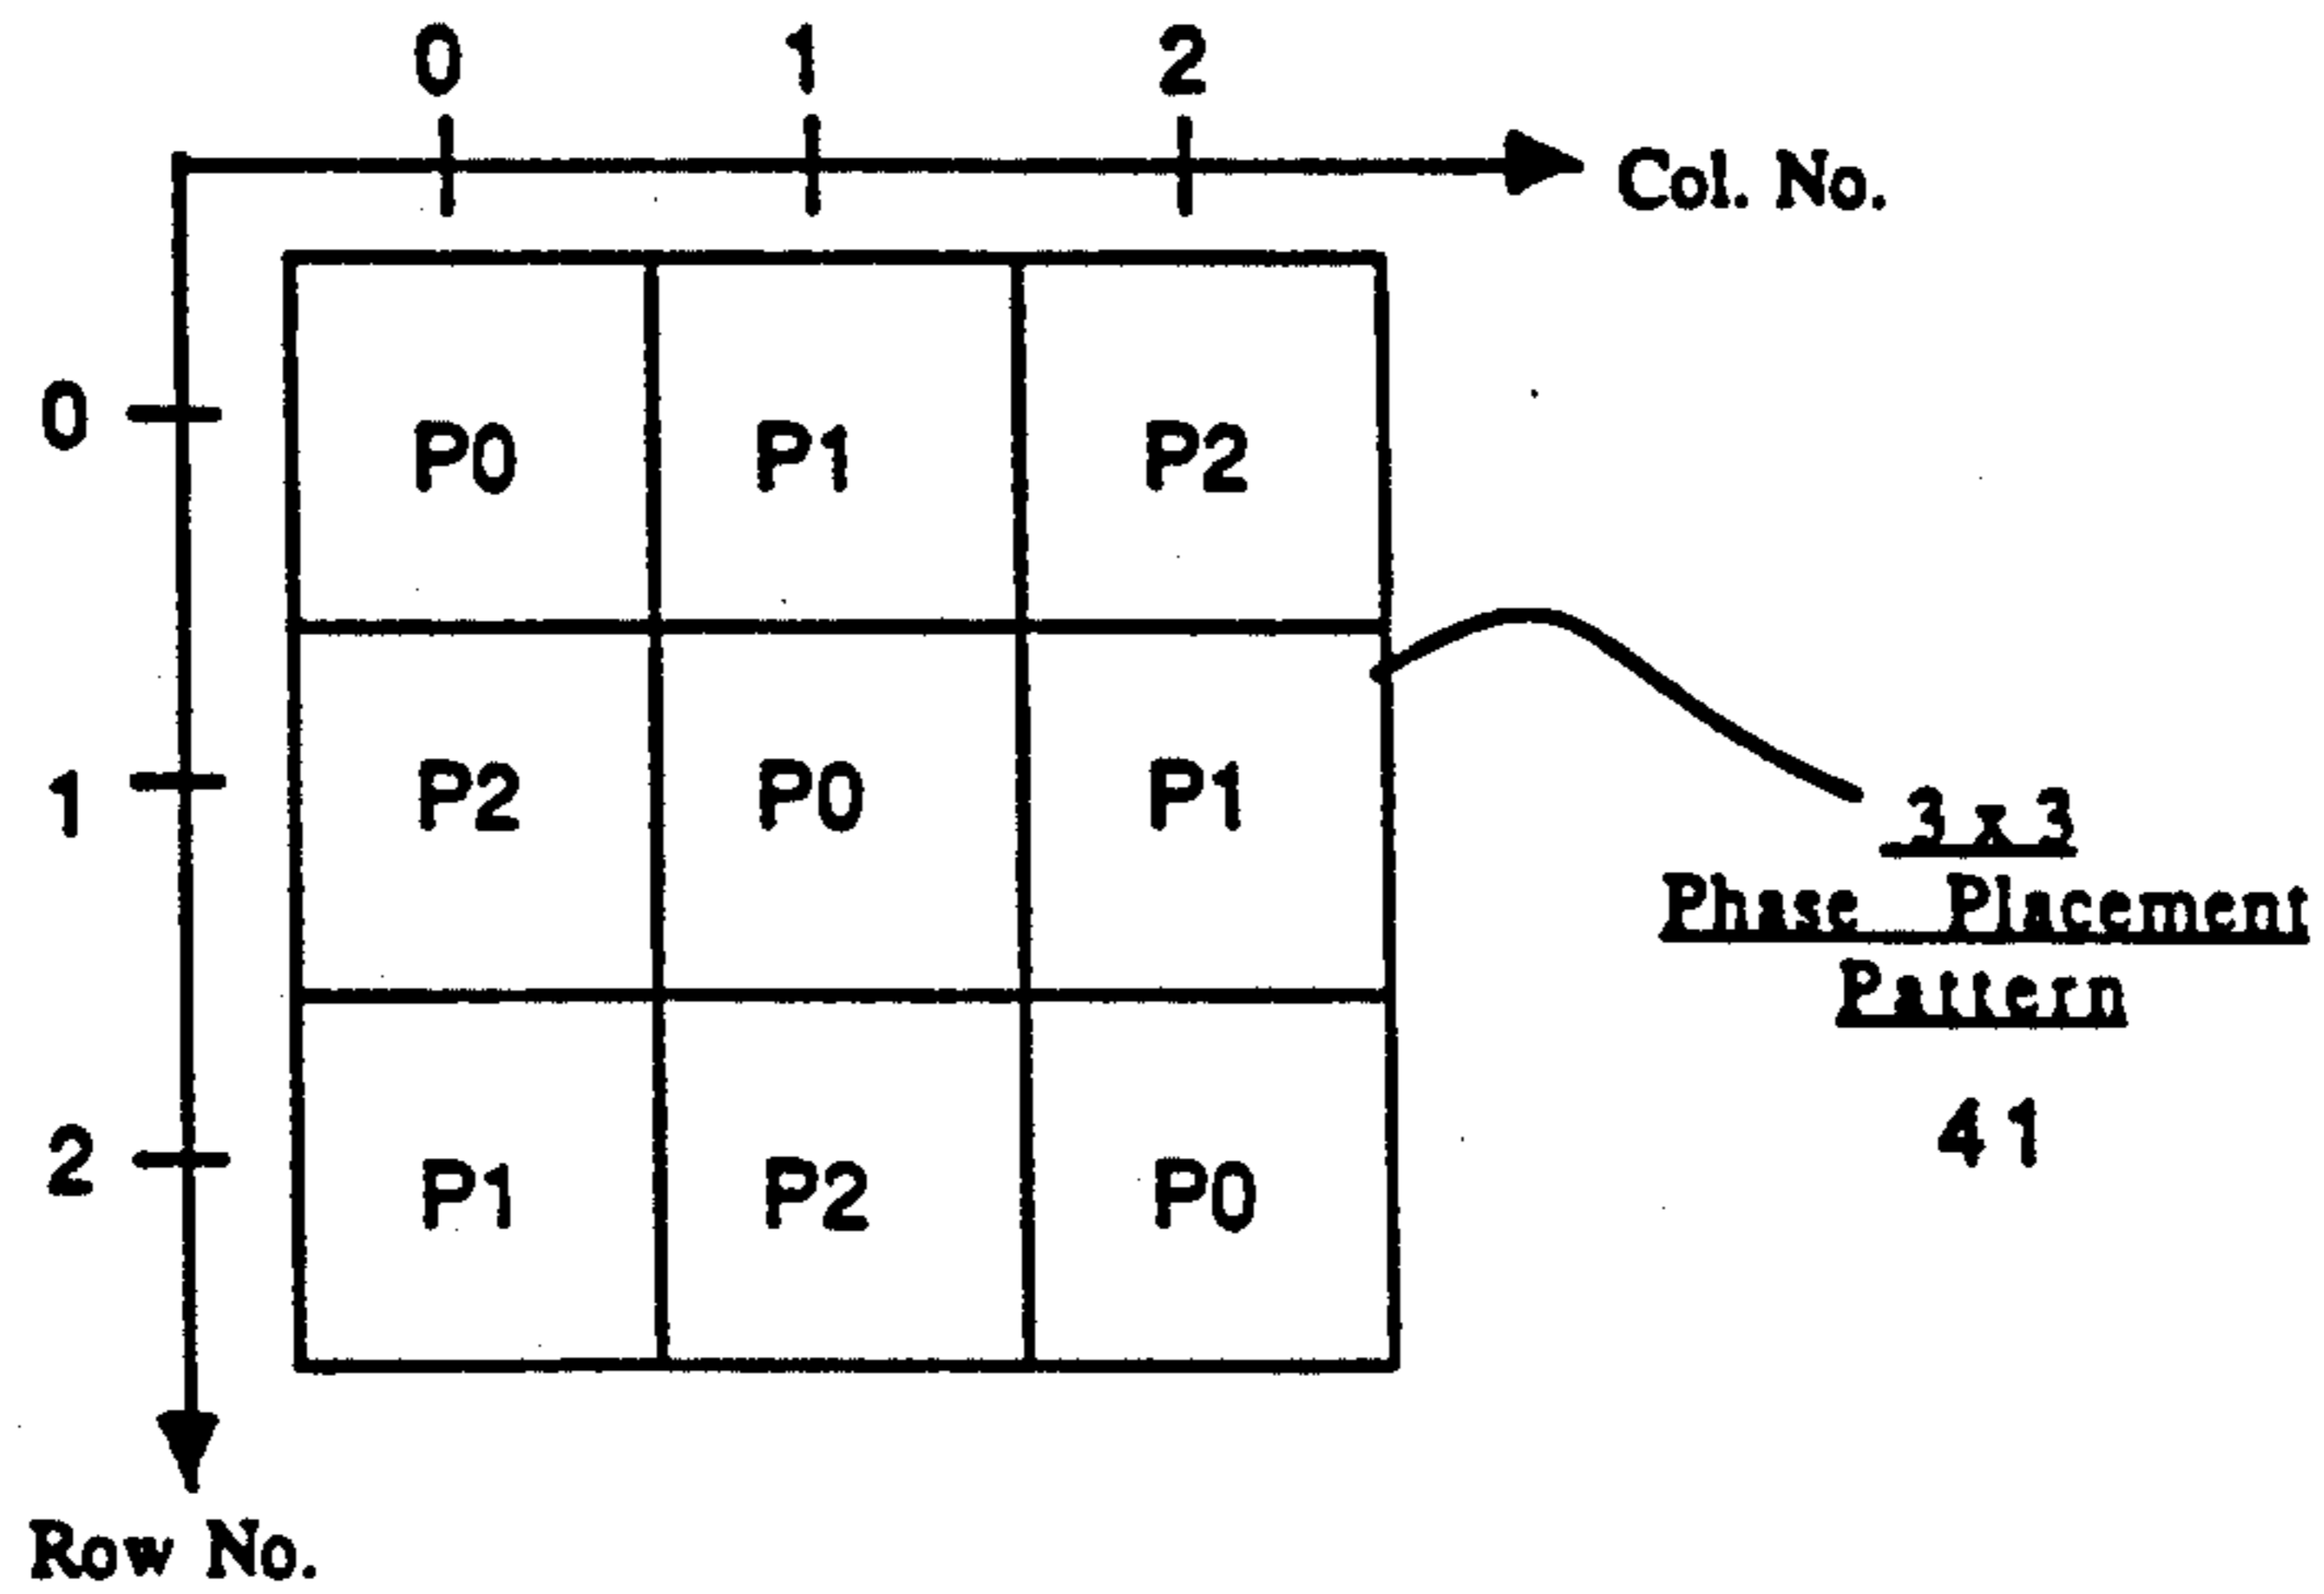 0 1 2
Col. No.
0 P0 P1 P2
1 P2 P0 P1
3 x 3
Phase Placement
Pattern
41
2 P1 P2 P0
Row No.